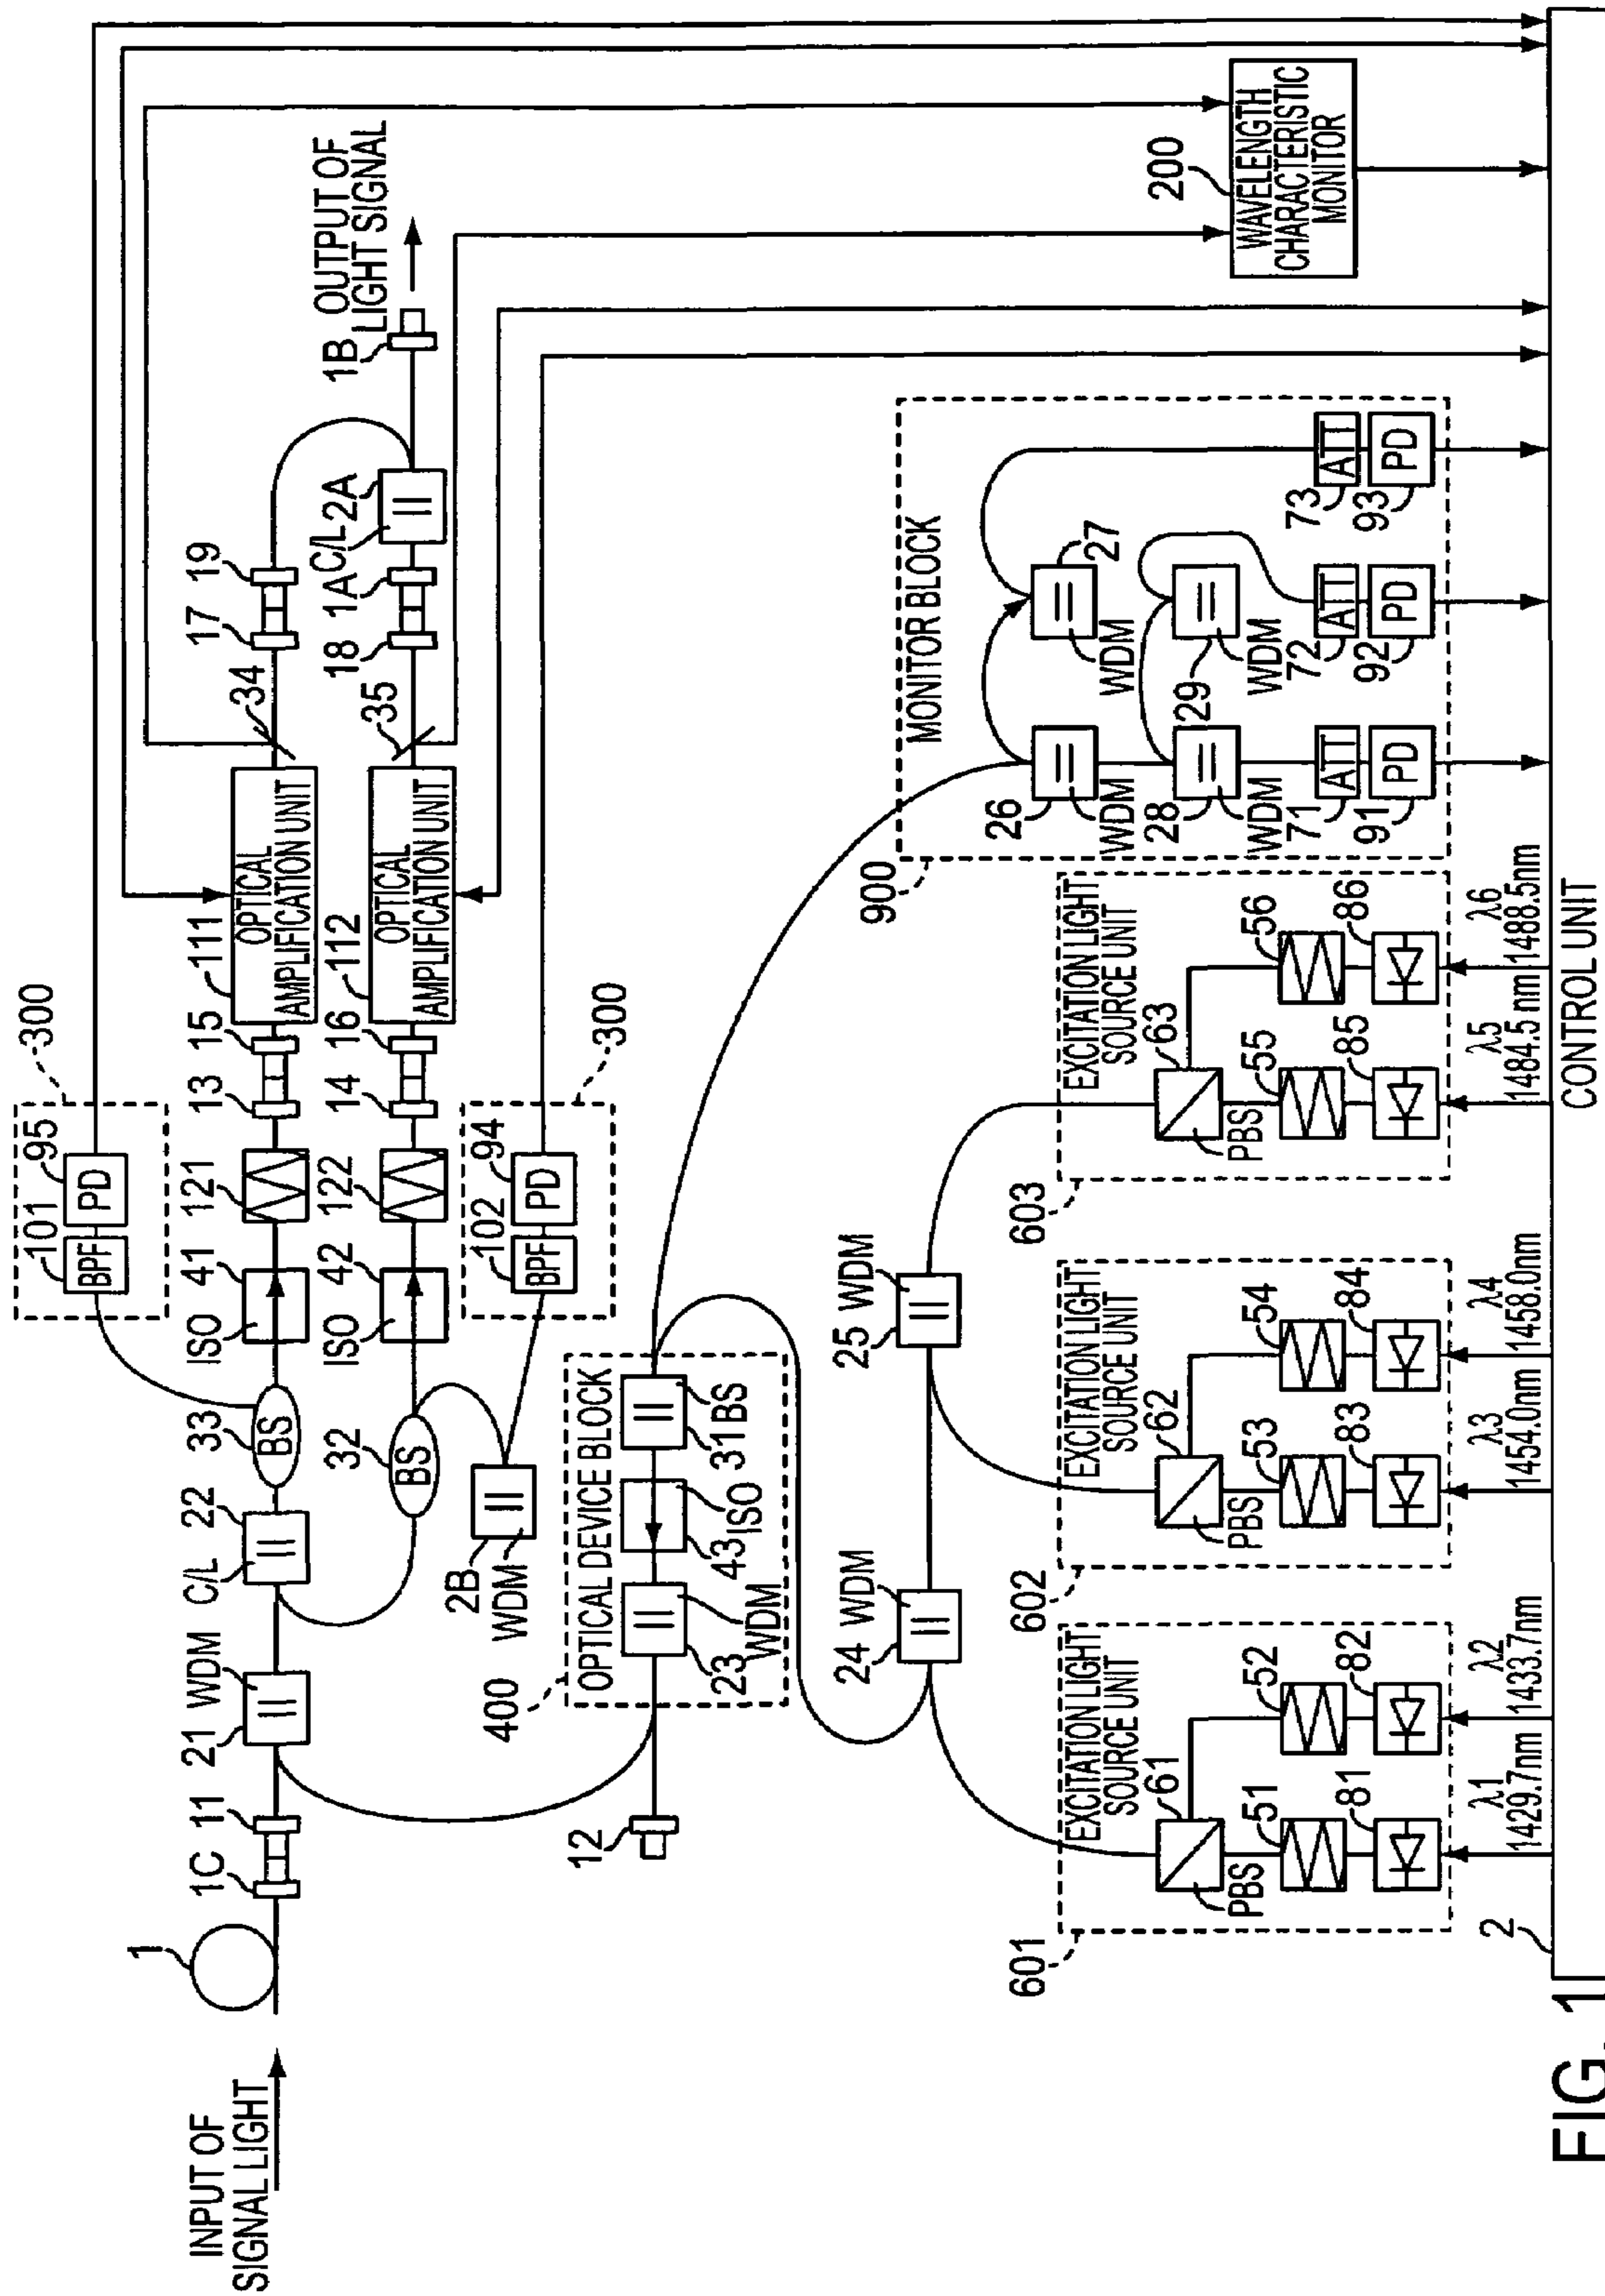 INPUT OF
SIGNAL LIGHT
1
1C
11
21
WDM
C/L
22
33
BS
ISO
41
121
13
15
111
OPTICAL
AMPLIFICATION UNIT
34
17
19
300
101
95
BPF
PD
32
BS
ISO
42
122
14
16
112
OPTICAL
AMPLIFICATION UNIT
35
18
1A
C/L
2A
1B
OUTPUT OF
LIGHT SIGNAL
2B
WDM
102
94
BPF
PD
300
400
OPTICAL DEVICE BLOCK
23
WDM
43
ISO
31
BS
12
24
WDM
25
WDM
200
WAVELENGTH
CHARACTERISTIC
MONITOR
900
MONITOR BLOCK
26
WDM
27
WDM
28
WDM
29
WDM
71
ATT
72
ATT
73
ATT
91
PD
92
PD
93
PD
601
EXCITATION LIGHT
SOURCE UNIT
61
PBS
51
52
81
82
λ1
1429.7nm
λ2
1433.7nm
602
EXCITATION LIGHT
SOURCE UNIT
62
PBS
53
54
83
84
λ3
1454.0nm
λ4
1458.0nm
603
EXCITATION LIGHT
SOURCE UNIT
63
PBS
55
56
85
86
λ5
1484.5 nm
λ6
1488.5nm
2
CONTROL UNIT
FIG. 1